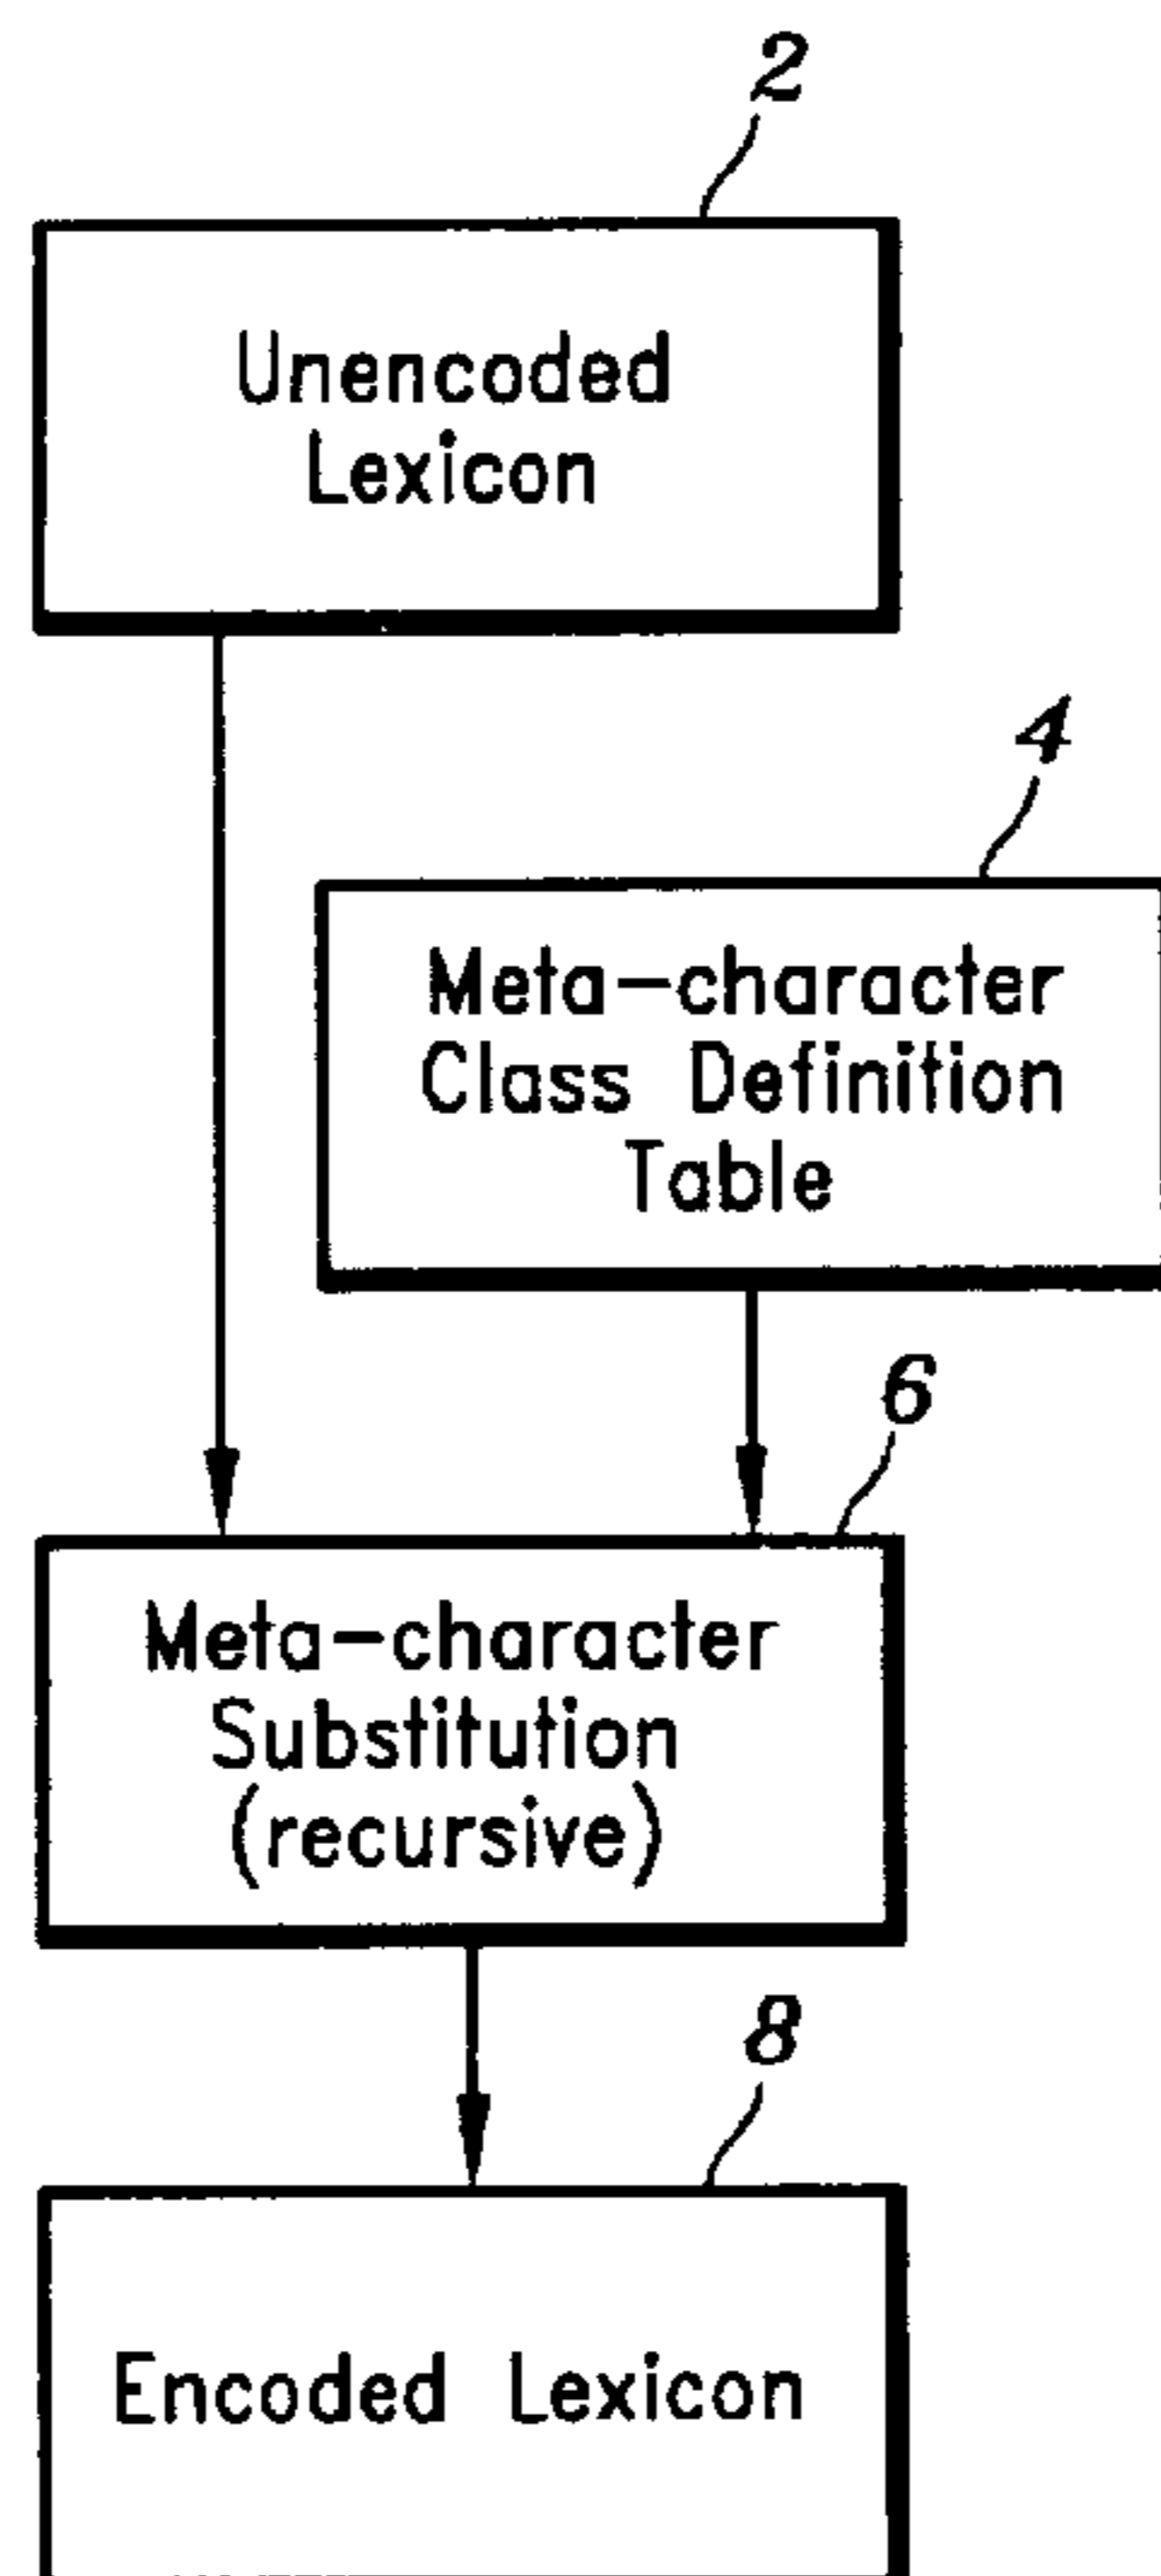 2
Unencoded
Lexicon
4
Meta-character
Class Definition
Table
6
Meta-character
Substitution
(recursive)
8
Encoded Lexicon